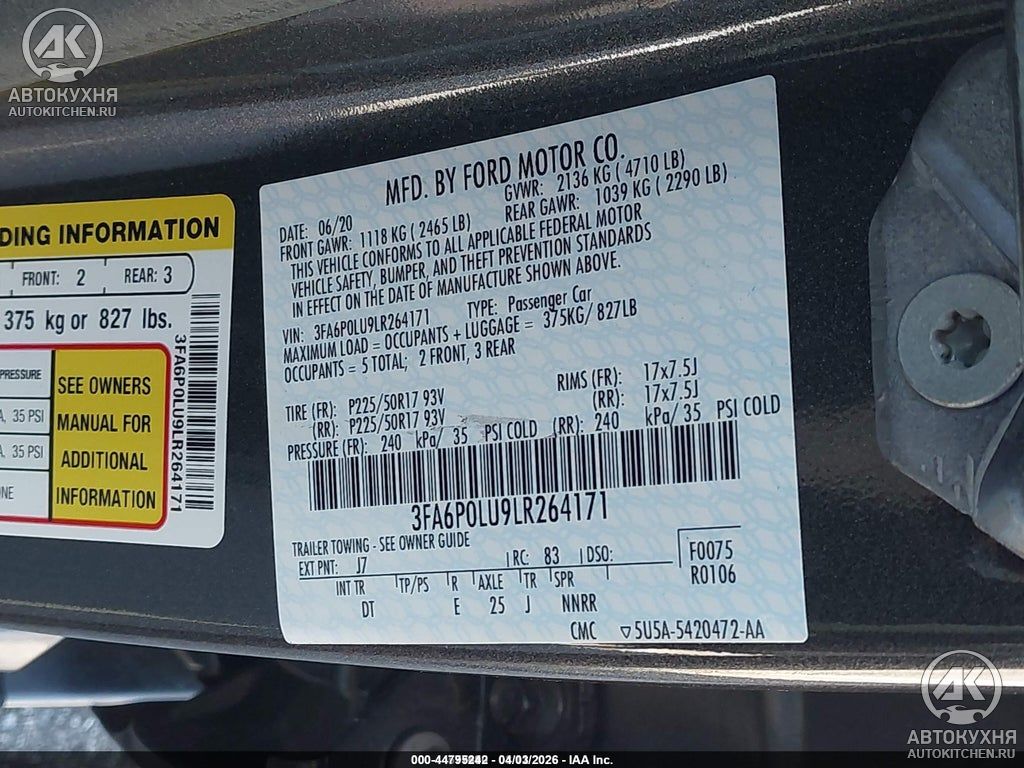 AK
АВТОКУХНЯ
AUTOKITCHEN.RU
DING INFORMATION
FRONT: 2 REAR: 3
375 kg or 827 lbs.
PRESSURE
35 PSI
35 PSI
SEE OWNERS
MANUAL FOR
ADDITIONAL
INFORMATION
3FA6P0LU9LR264171
MFD. BY FORD MOTOR CO.
DATE: 06/20 GVWR: 2136 KG ( 4710 LB)
FRONT GAWR: 1118 KG ( 2465 LB) REAR GAWR: 1039 KG ( 2290 LB)
THIS VEHICLE CONFORMS TO ALL APPLICABLE FEDERAL MOTOR
VEHICLE SAFETY, BUMPER, AND THEFT PREVENTION STANDARDS
IN EFFECT ON THE DATE OF MANUFACTURE SHOWN ABOVE.
VIN: 3FA6P0LU9LR264171 TYPE: Passenger Car
MAXIMUM LOAD = OCCUPANTS + LUGGAGE = 375KG/ 827LB
OCCUPANTS = 5 TOTAL; 2 FRONT, 3 REAR
TIRE (FR): P225/50R17 93V RIMS (FR): 17x7.5J
(RR): P225/50R17 93V (RR): 17x7.5J
PRESSURE (FR): 240 kPa/ 35 PSI COLD (RR): 240 kPa/ 35 PSI COLD
3FA6P0LU9LR264171
TRAILER TOWING - SEE OWNER GUIDE
EXT PNT: J7 RC: 83 DSO: F0075
R0106
INT TR TP/PS R AXLE TR SPR
DT E 25 J NNRR
CMC ▽5U5A-5420472-AA
AK
АВТОКУХНЯ
AUTOKITCHEN.RU
04/03/2026 - IAA Inc.